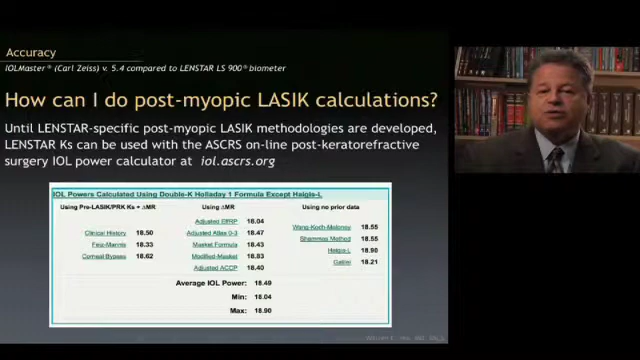 Accuracy
IOLMaster® (Carl Zeiss) v. 5.4 compared to LENSTAR LS 900® biometer
How can I do post-myopic LASIK calculations?
Until LENSTAR-specific post-myopic LASIK methodologies are developed,
LENSTAR Ks can be used with the ASCRS on-line post-keratorefractive
surgery IOL power calculator at iol.ascrs.org
IOL Powers Calculated Using Double-K Holladay 1 Formula Except Haigis-L
Using Pre-LASIK/PRK Ks + ΔMR
Clinical History 18.50
Feiz-Mannis 18.33
Corneal Bypass 18.62
Using ΔMR
Adjusted EffRP 18.04
Adjusted Atlas 0-3 18.47
Masket Formula 18.43
Modified-Masket 18.83
Adjusted ACCP 18.40
Using no prior data
Wang-Koch-Maloney 18.55
Shammas Method 18.55
Haigis-L 18.90
Galilei 18.21
Average IOL Power: 18.49
Min: 18.04
Max: 18.90